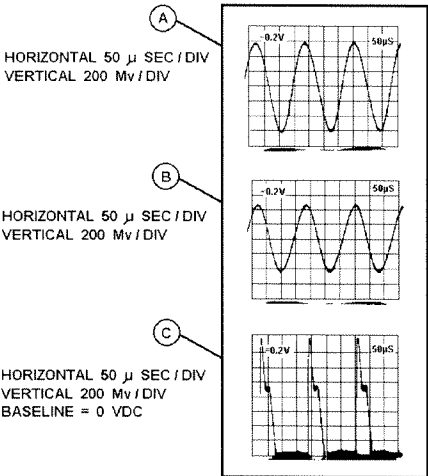 A
HORIZONTAL 50 μ SEC / DIV
VERTICAL 200 Mv / DIV
-0.2V 50μS
B
HORIZONTAL 50 μ SEC / DIV
VERTICAL 200 Mv / DIV
-0.2V 50μS
C
HORIZONTAL 50 μ SEC / DIV
VERTICAL 200 Mv / DIV
BASELINE = 0 VDC
-0.2V 50μS